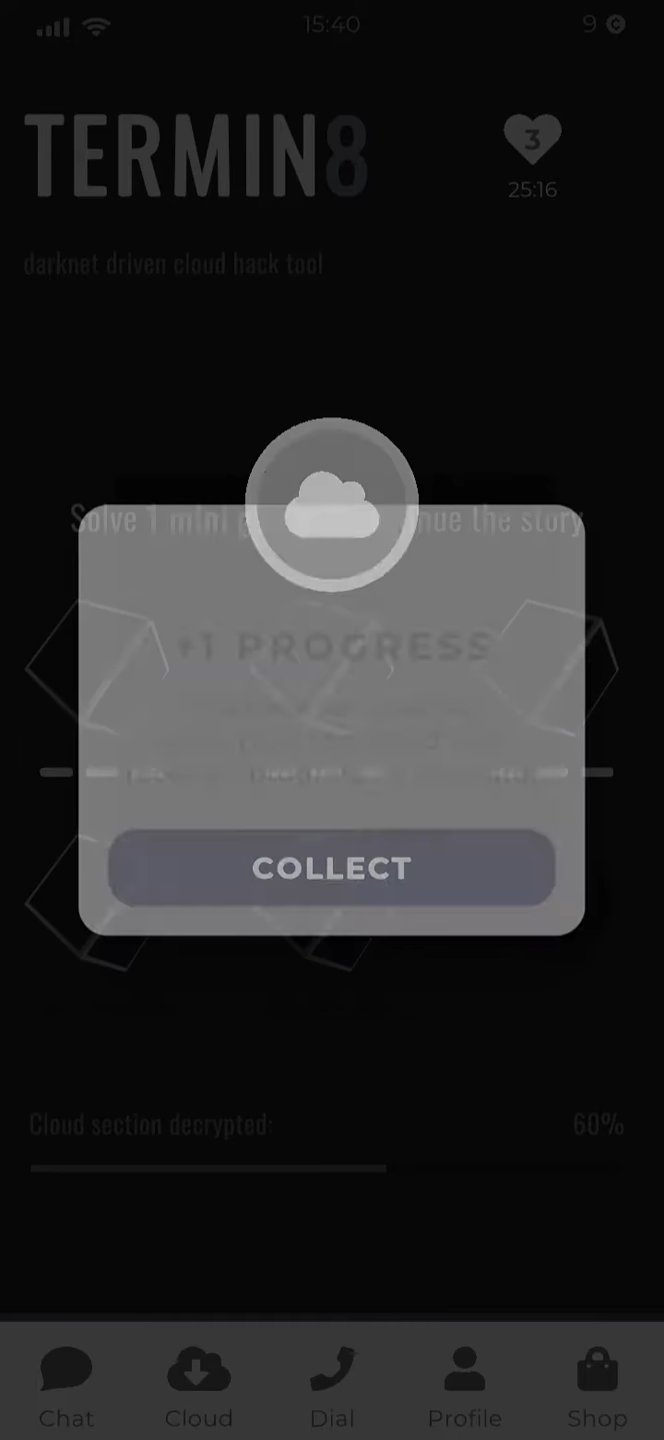 15:40
9
TERMIN8
3
25:16
darknet driven cloud hack tool
Solve 1 mini nue the story
+1 PROGRESS
COLLECT
Cloud section decrypted:
60%
Chat
Cloud
Dial
Profile
Shop